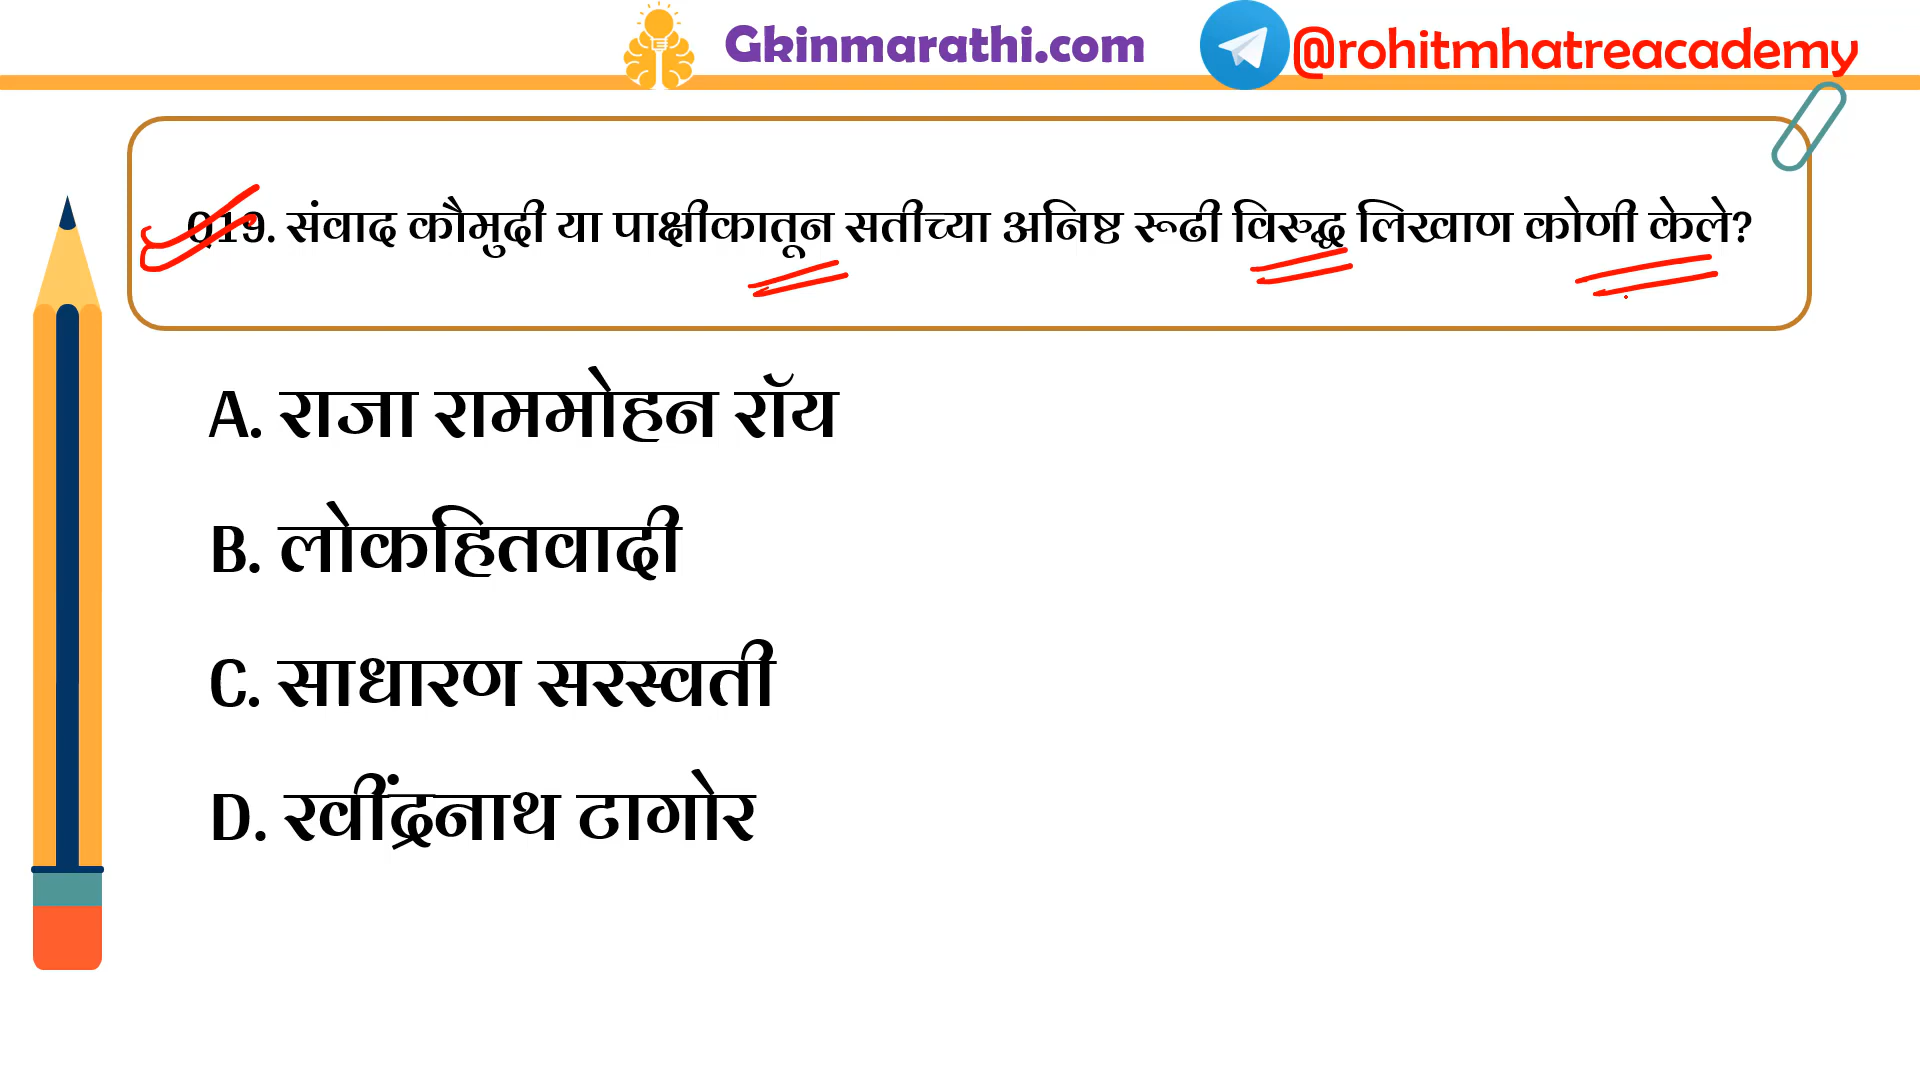 Gkinmarathi.com
@rohitmhatreacademy
Q19. संवाद कौमुदी या पाक्षीकातून सतीच्या अनिष्ट रूढी विरुद्ध लिखाण कोणी केले?
A. राजा राममोहन रॉय
B. लोकहितवादी
C. साधारण सरस्वती
D. रवींद्रनाथ टागोर